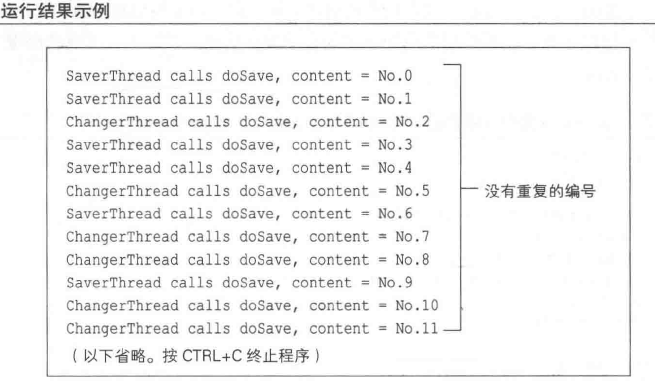 运行结果示例
SaverThread calls doSave, content = No.0
SaverThread calls doSave, content = No.1
ChangerThread calls doSave, content = No.2
SaverThread calls doSave, content = No.3
SaverThread calls doSave, content = No.4
ChangerThread calls doSave, content = No.5
没有重复的编号
SaverThread calls doSave, content = No.6
ChangerThread calls doSave, content = No.7
ChangerThread calls doSave, content = No.8
SaverThread calls doSave, content = No.9
ChangerThread calls doSave, content = No.10
ChangerThread calls doSave, content = No.11
（以下省略。按 CTRL+C 终止程序）